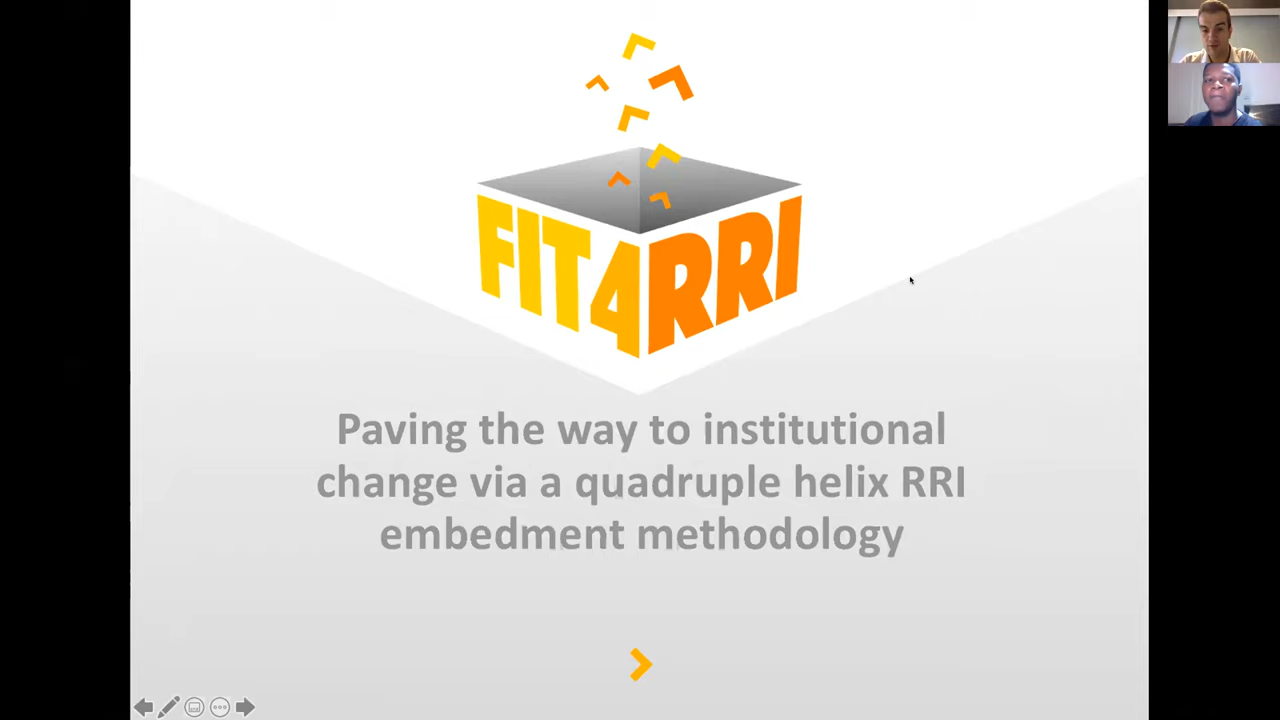 FIT4RRI
Paving the way to institutional
change via a quadruple helix RRI
embedment methodology